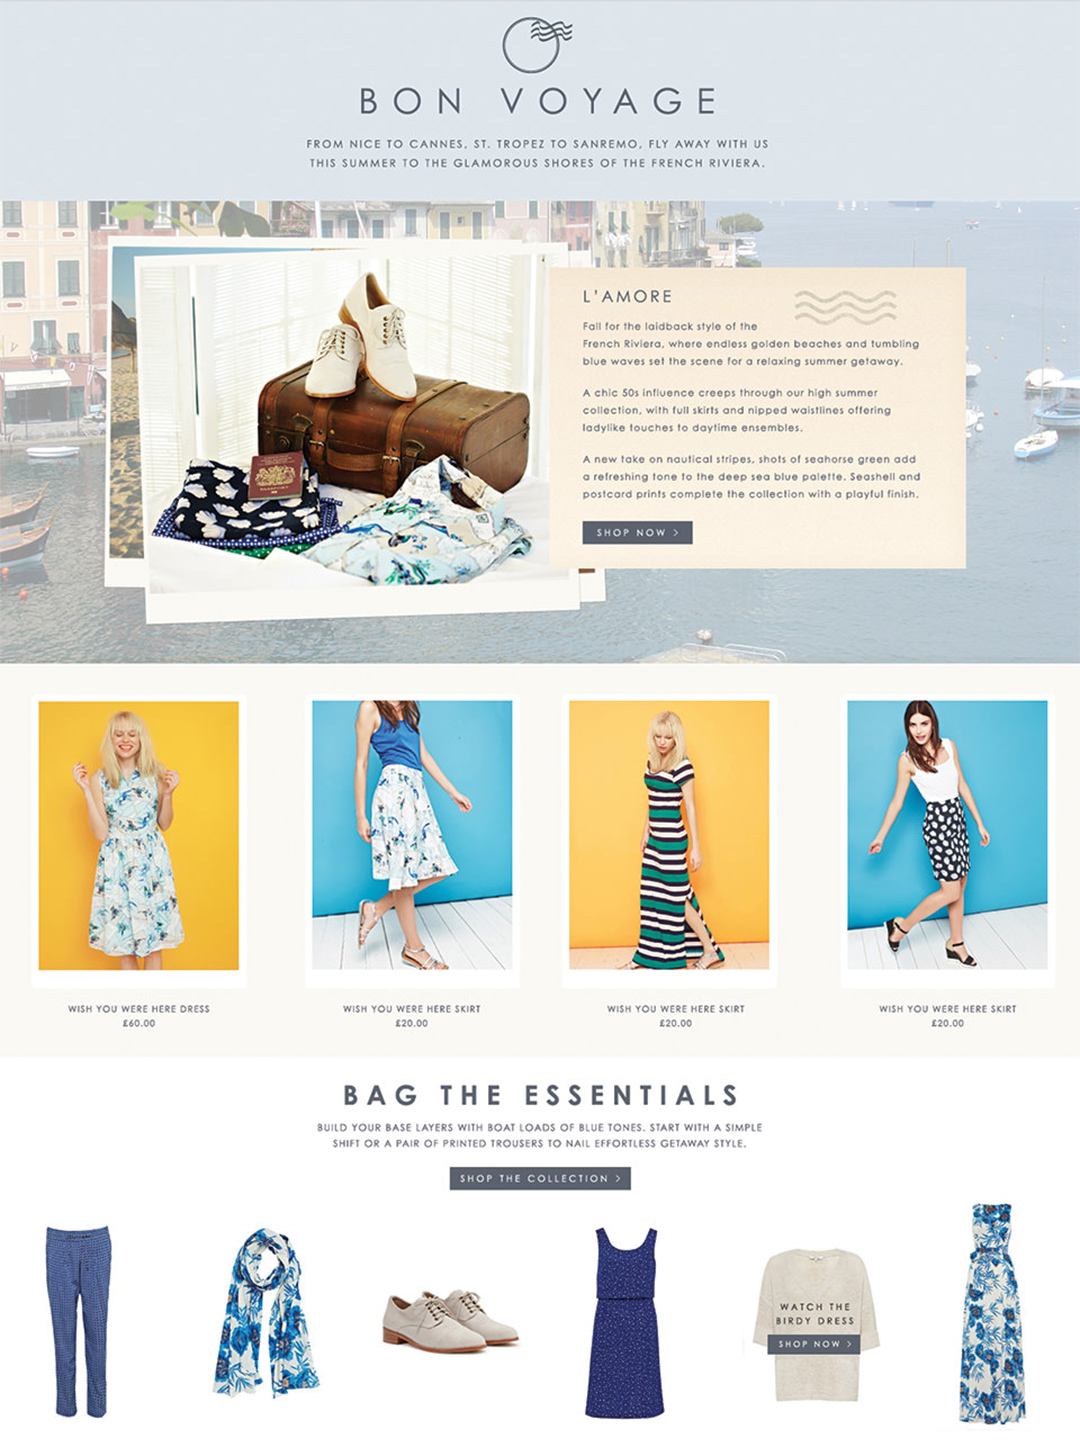 BON VOYAGE
FROM NICE TO CANNES, ST. TROPEZ TO SANREMO, FLY AWAY WITH US
THIS SUMMER TO THE GLAMOROUS SHORES OF THE FRENCH RIVIERA.
L'AMORE
Fall for the laidback style of the
French Riviera, where endless golden beaches and tumbling
blue waves set the scene for a relaxing summer getaway.
A chic 50s influence creeps through our high summer
collection, with full skirts and nipped waistlines offering
ladylike touches to daytime ensembles.
A new take on nautical stripes, shots of seahorse green add
a refreshing tone to the deep sea blue palette. Seashell and
postcard prints complete the collection with a playful finish.
SHOP NOW >
PASSPORT
WISH YOU WERE HERE DRESS
£60.00
WISH YOU WERE HERE SKIRT
£20.00
WISH YOU WERE HERE SKIRT
£20.00
WISH YOU WERE HERE SKIRT
£20.00
BAG THE ESSENTIALS
BUILD YOUR BASE LAYERS WITH BOAT LOADS OF BLUE TONES. START WITH A SIMPLE
SHIFT OR A PAIR OF PRINTED TROUSERS TO NAIL EFFORTLESS GETAWAY STYLE.
SHOP THE COLLECTION >
WATCH THE
BIRDY DRESS
SHOP NOW >